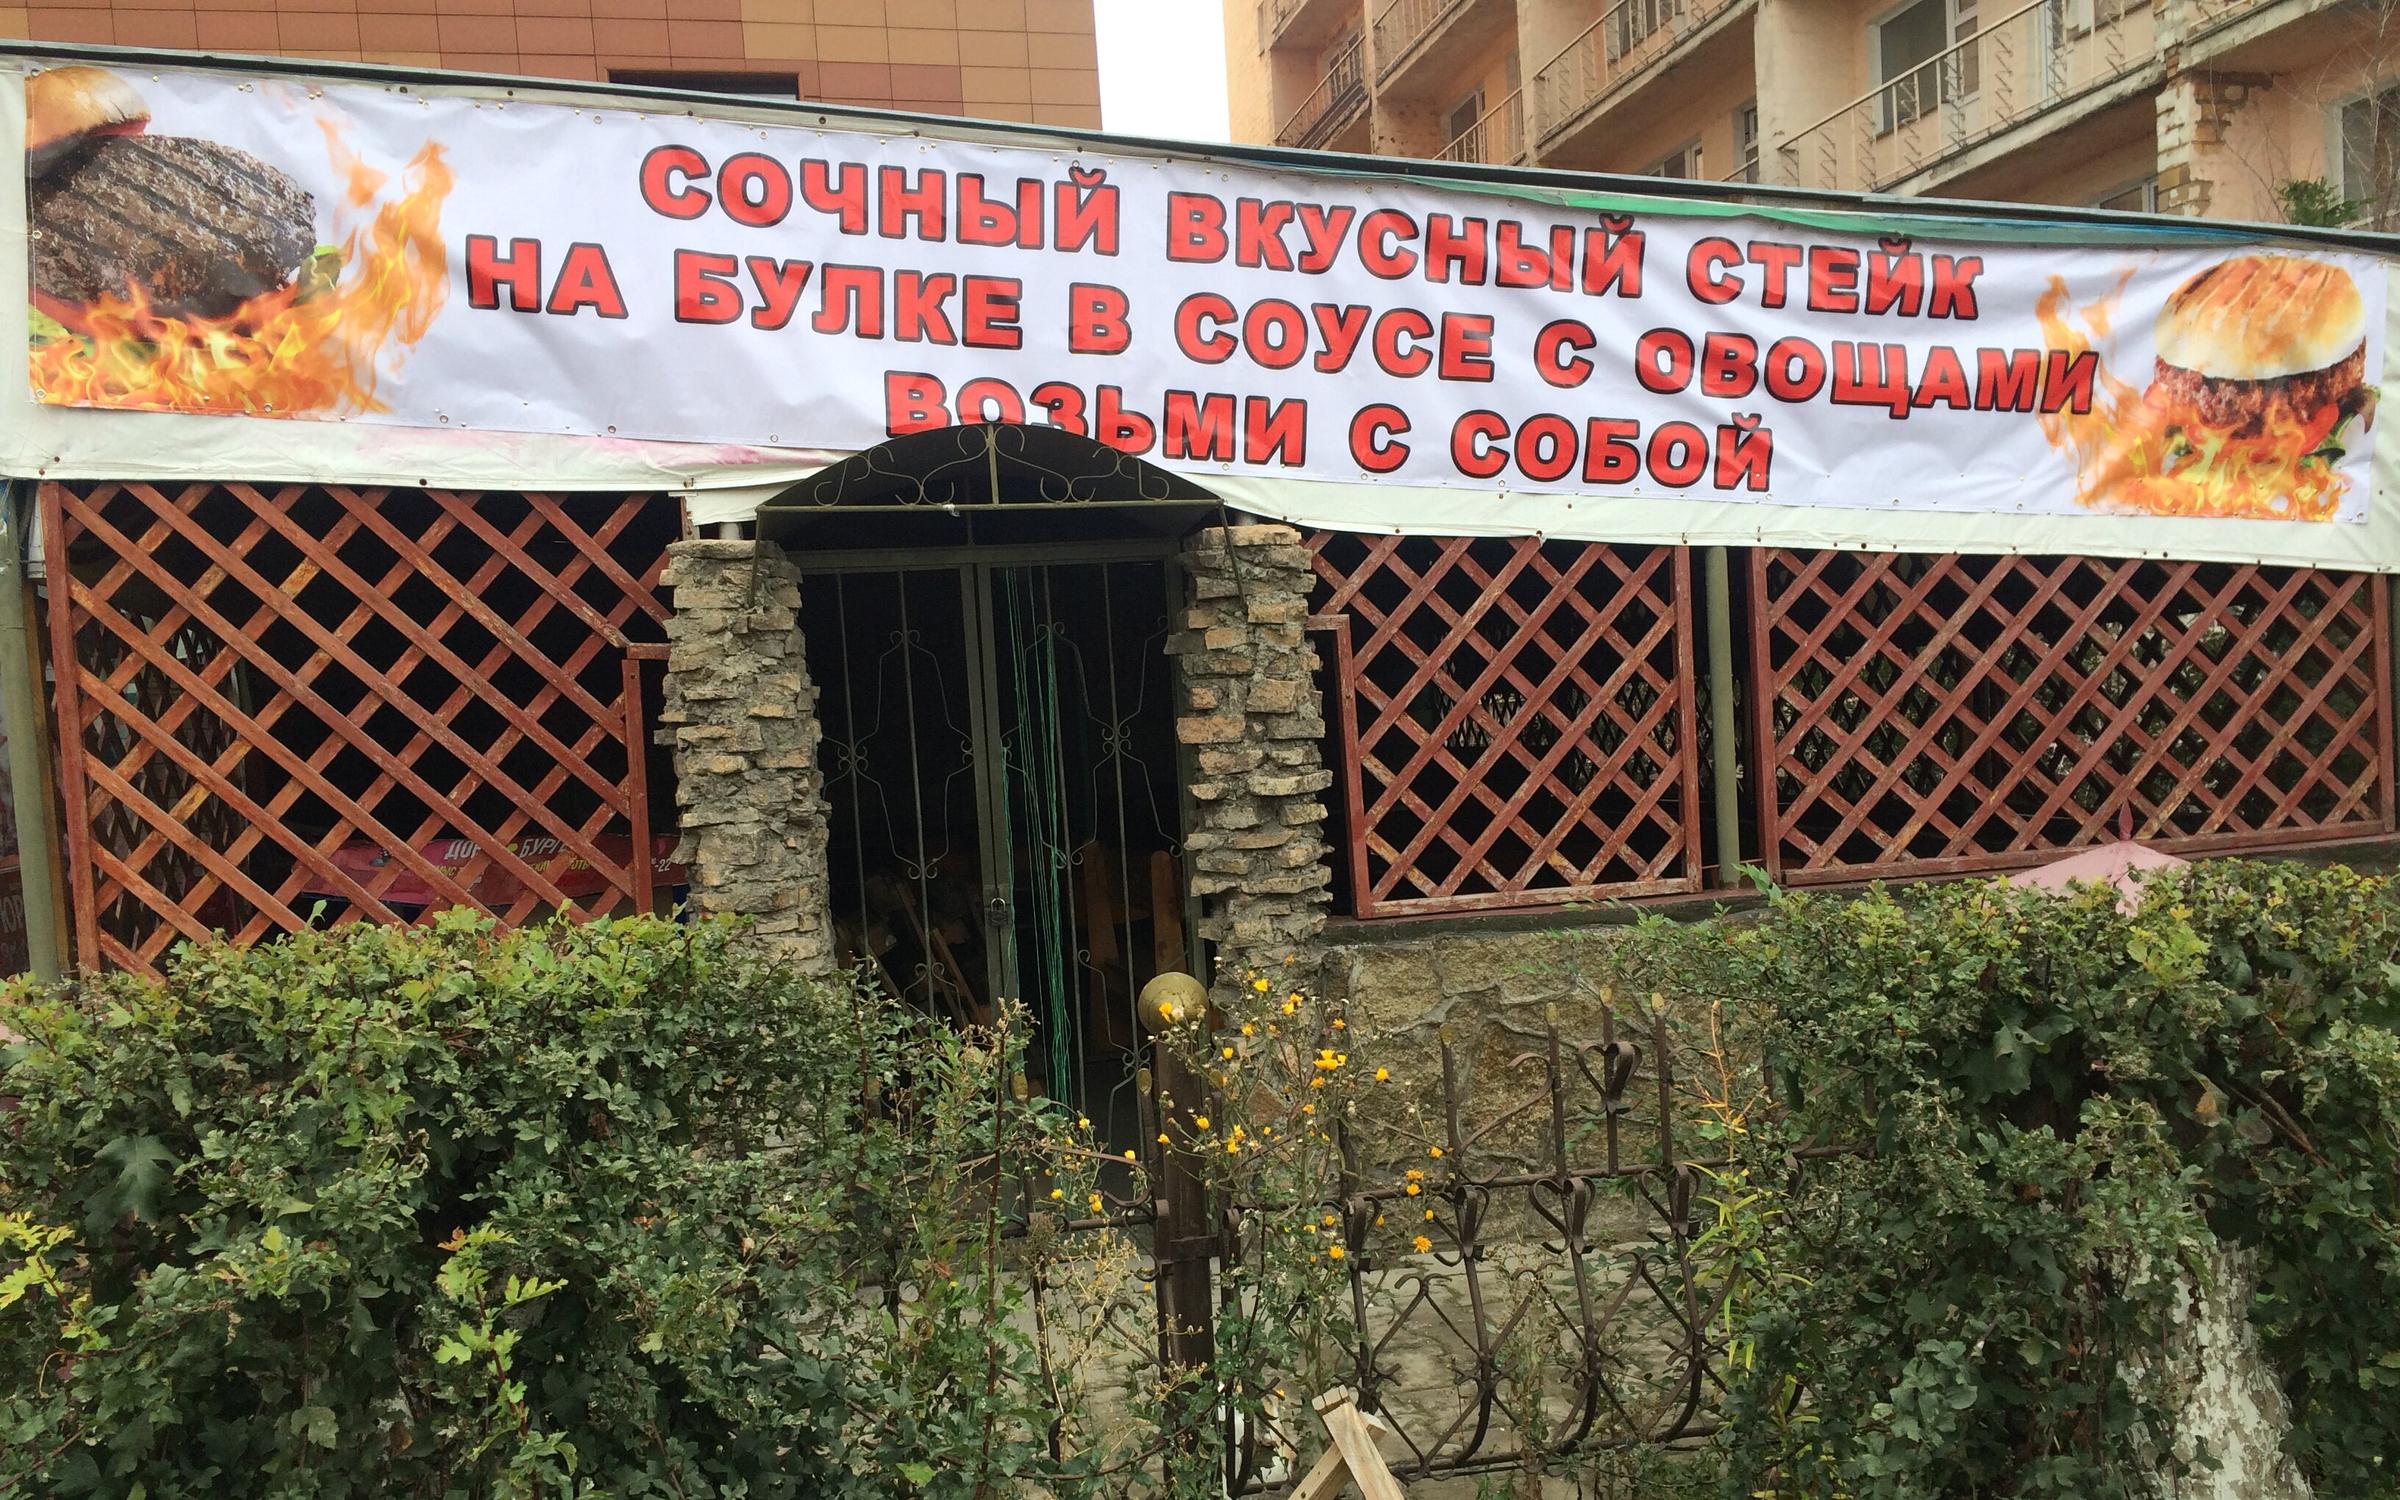 СОЧНЫЙ ВКУСНЫЙ СТЕЙК
НА БУЛКЕ В СОУСЕ С ОВОЩАМИ
ВОЗЬМИ С СОБОЙ